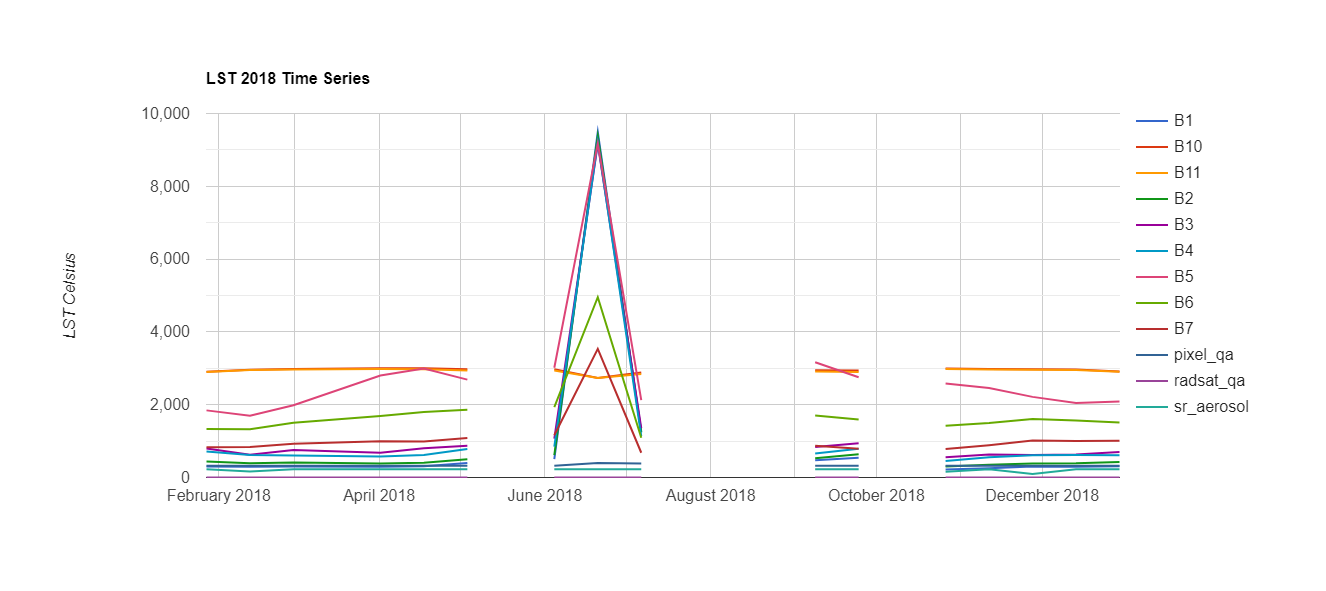 LST 2018 Time Series
LST Celsius
10,000
8,000
6,000
4,000
2,000
0
February 2018
April 2018
June 2018
August 2018
October 2018
December 2018
B1
B10
B11
B2
B3
B4
B5
B6
B7
pixel_qa
radsat_qa
sr_aerosol